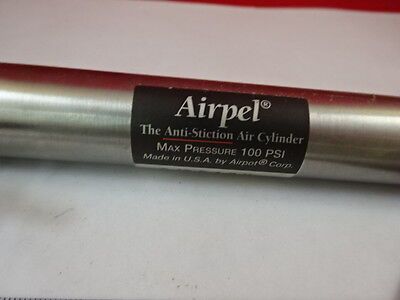 Airpel®
The Anti-Stiction Air Cylinder
MAX PRESSURE 100 PSI
Made in U.S.A. by Airpot® Corp.